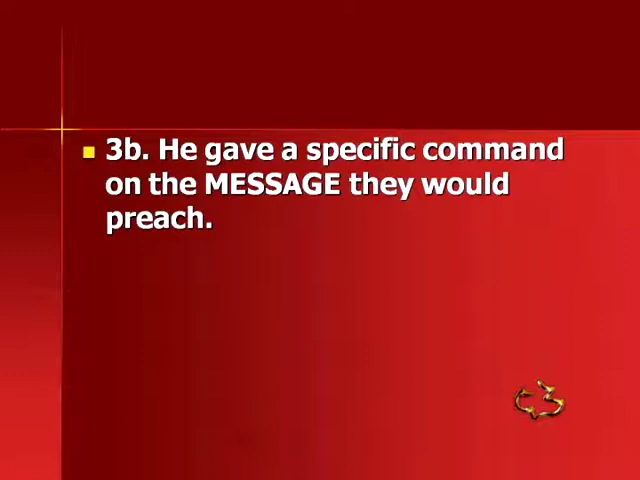 3b. He gave a specific command
on the MESSAGE they would
preach.